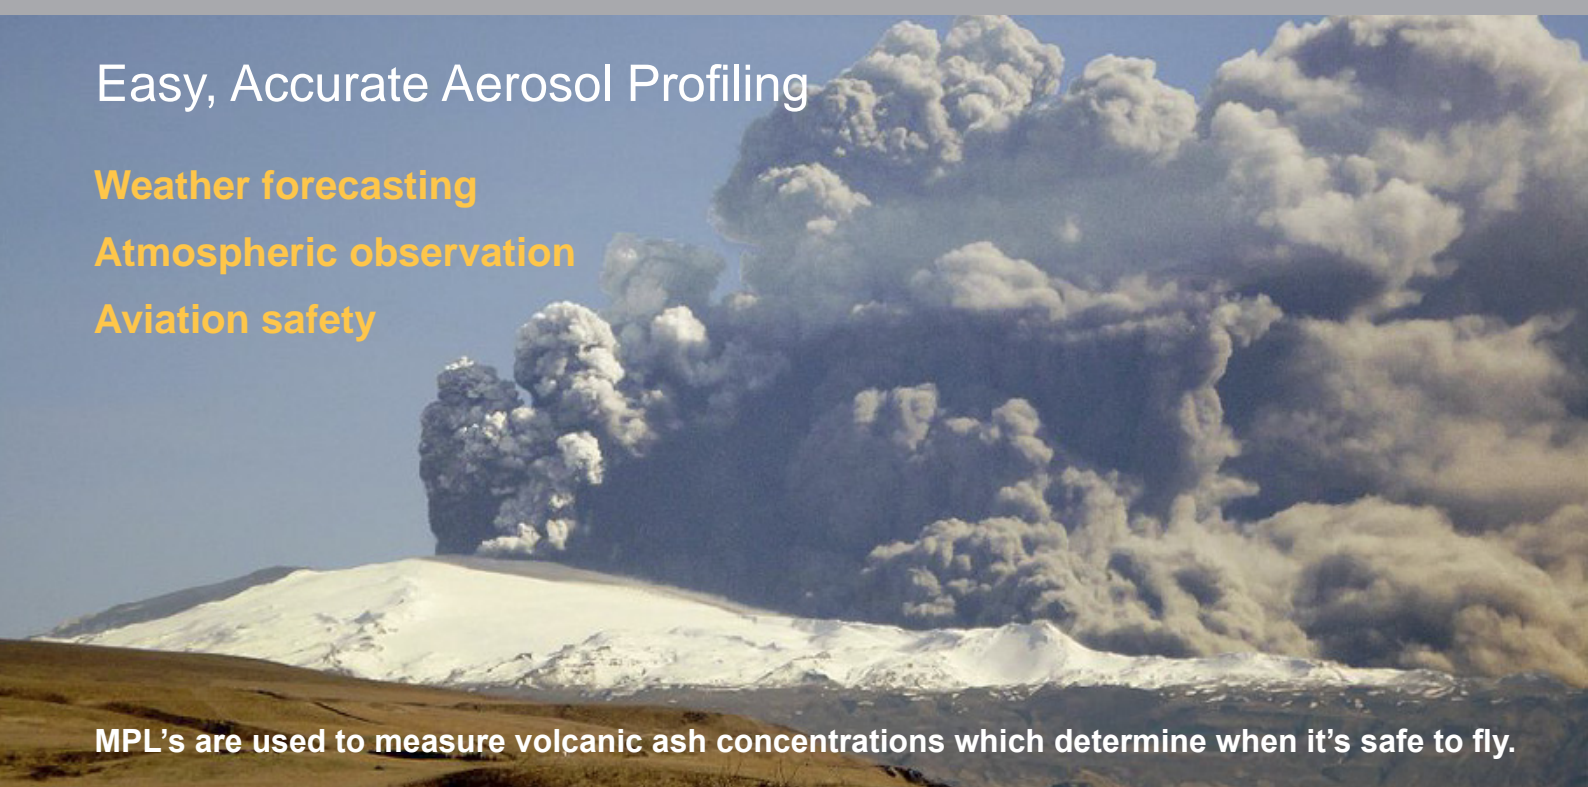 Easy, Accurate Aerosol Profiling
Weather forecasting
Atmospheric observation
Aviation safety
MPL’s are used to measure volcanic ash concentrations which determine when it’s safe to fly.